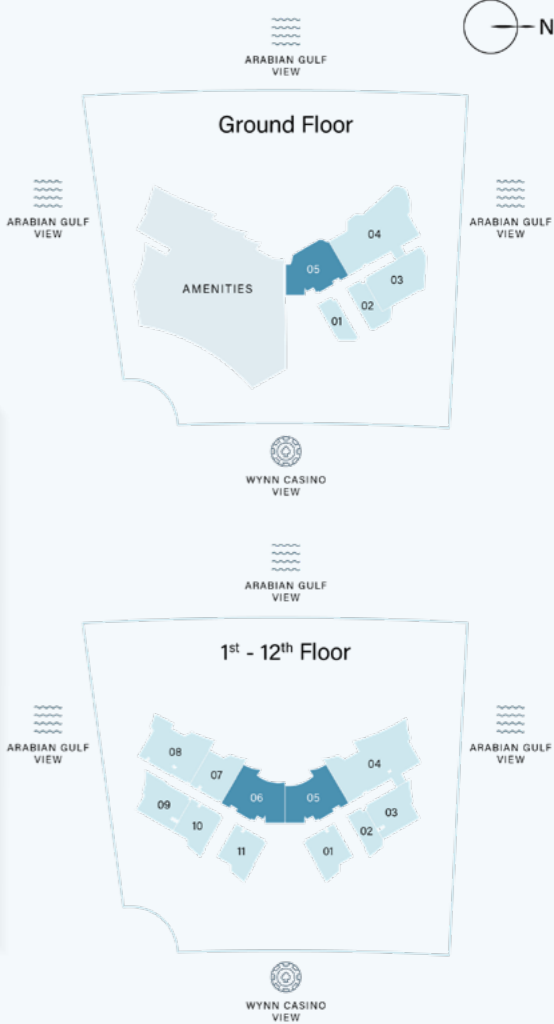 N
ARABIAN GULF
VIEW
Ground Floor
ARABIAN GULF
VIEW
ARABIAN GULF
VIEW
04
05
03
AMENITIES
02
01
WYNN CASINO
VIEW
ARABIAN GULF
VIEW
1st - 12th Floor
ARABIAN GULF
VIEW
ARABIAN GULF
VIEW
08
04
07
06
05
09
03
10
02
11
01
WYNN CASINO
VIEW